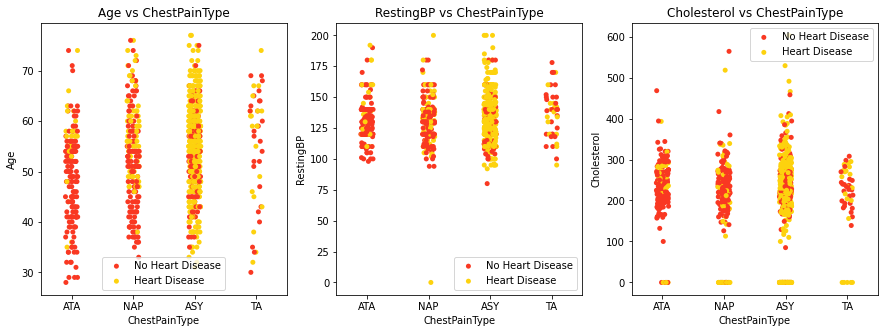 Age vs ChestPainType
Age
70
60
50
40
30
No Heart Disease
Heart Disease
ATA
NAP
ASY
TA
ChestPainType
RestingBP vs ChestPainType
RestingBP
200
175
150
125
100
75
50
25
0
No Heart Disease
Heart Disease
ATA
NAP
ASY
TA
ChestPainType
Cholesterol vs ChestPainType
Cholesterol
No Heart Disease
Heart Disease
600
500
400
300
200
100
0
ATA
NAP
ASY
TA
ChestPainType